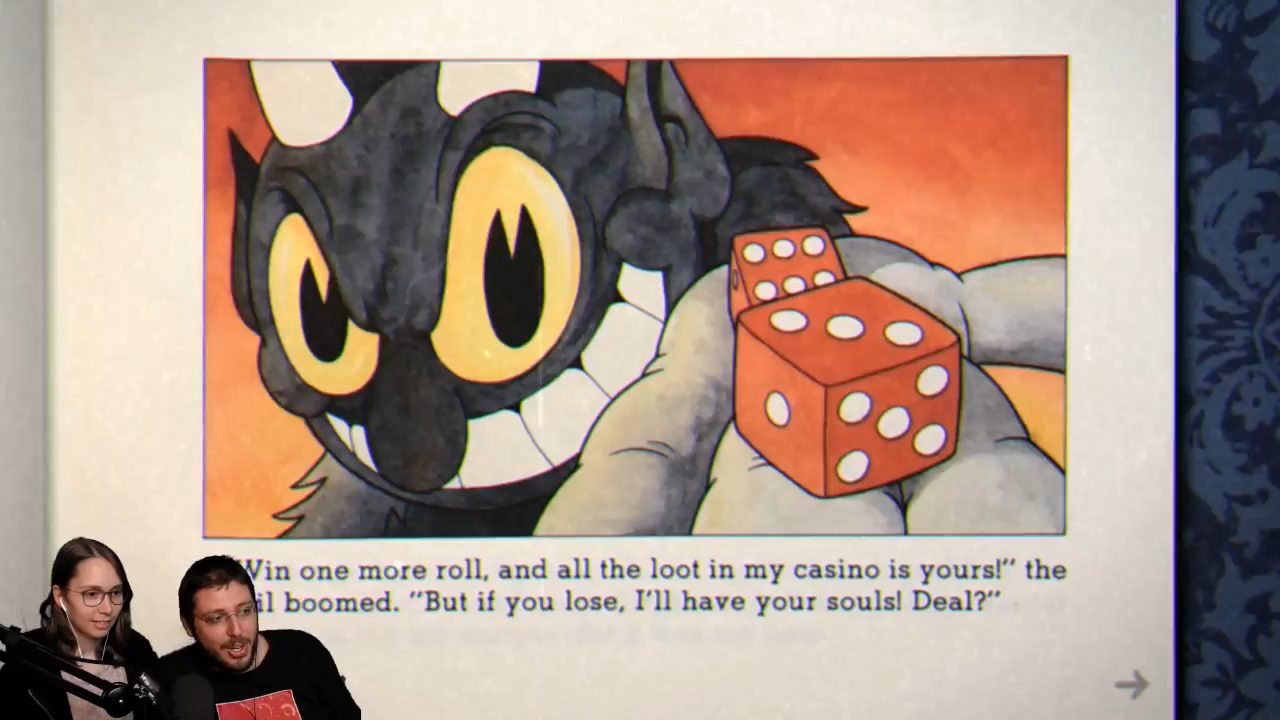 Win one more roll, and all the loot in my casino is yours!" the
il boomed. "But if you lose, I'll have your souls! Deal?"